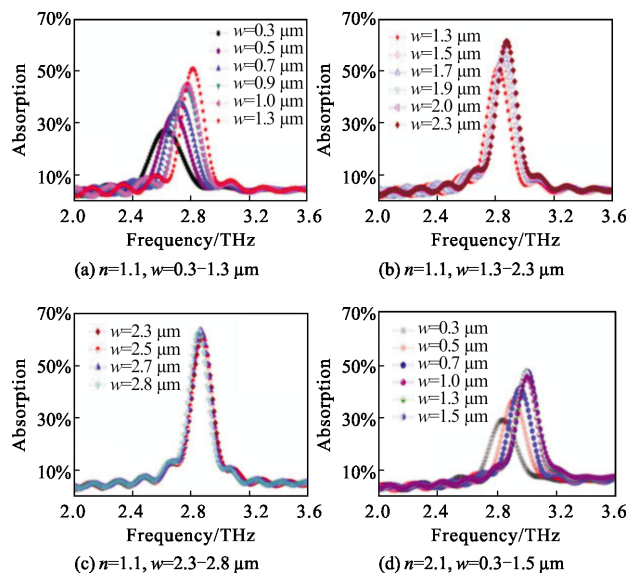 70%
50%
30%
10%
Absorption
w=0.3 μm
w=0.5 μm
w=0.7 μm
w=0.9 μm
w=1.0 μm
w=1.3 μm
2.0 2.4 2.8 3.2 3.6
Frequency/THz
(a) n=1.1, w=0.3−1.3 μm
70%
50%
30%
10%
Absorption
w=1.3 μm
w=1.5 μm
w=1.7 μm
w=1.9 μm
w=2.0 μm
w=2.3 μm
2.0 2.4 2.8 3.2 3.6
Frequency/THz
(b) n=1.1, w=1.3−2.3 μm
70%
50%
30%
10%
Absorption
w=2.3 μm
w=2.5 μm
w=2.7 μm
w=2.8 μm
2.0 2.4 2.8 3.2 3.6
Frequency/THz
(c) n=1.1, w=2.3−2.8 μm
70%
50%
30%
10%
Absorption
w=0.3 μm
w=0.5 μm
w=0.7 μm
w=1.0 μm
w=1.3 μm
w=1.5 μm
2.0 2.4 2.8 3.2 3.6
Frequency/THz
(d) n=2.1, w=0.3−1.5 μm